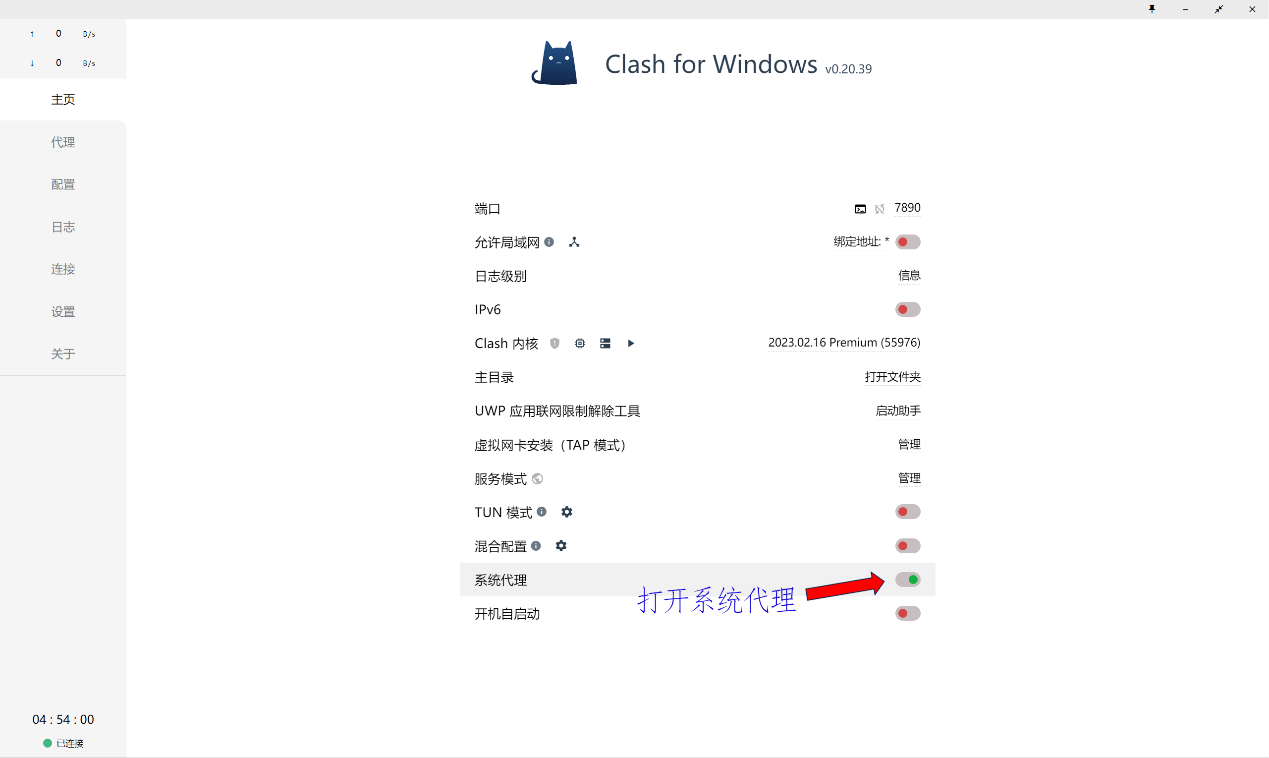 ↑ 0 B/s
↓ 0 B/s
主页
代理
配置
日志
连接
设置
关于
04 : 54 : 00
已连接
Clash for Windows v0.20.39
端口 7890
允许局域网 绑定地址: *
日志级别 信息
IPv6
Clash 内核 2023.02.16 Premium (55976)
主目录 打开文件夹
UWP 应用联网限制解除工具 启动助手
虚拟网卡安装（TAP 模式） 管理
服务模式 管理
TUN 模式
混合配置
系统代理
打开系统代理
开机自启动